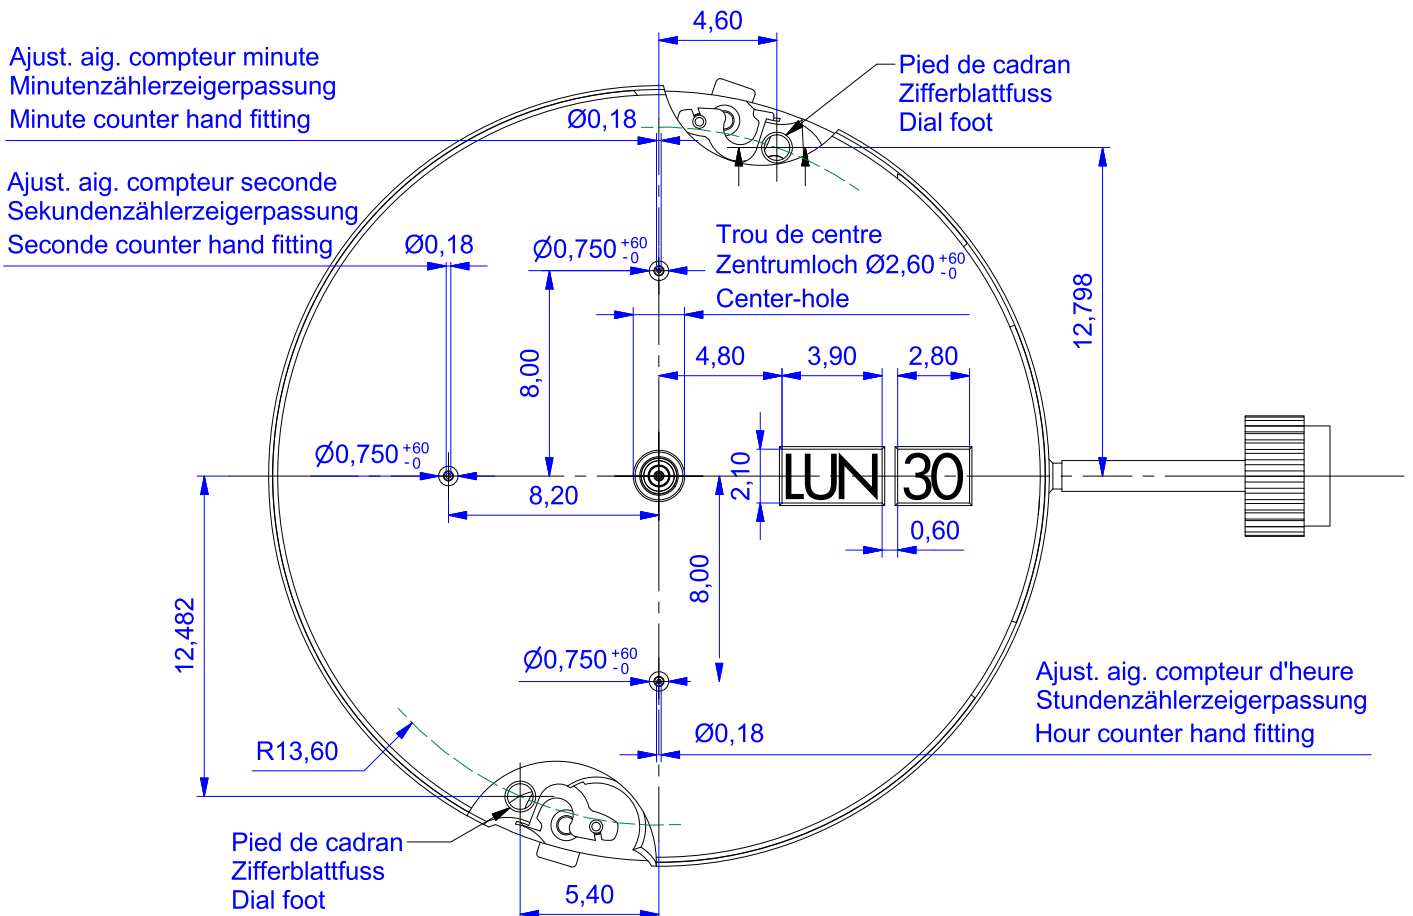 4,60
Ajust. aig. compteur minute
Minutenzählerzeigerpassung
Minute counter hand fitting
Ø0,18
Pied de cadran
Zifferblattfuss
Dial foot
Ajust. aig. compteur seconde
Sekundenzählerzeigerpassung
Seconde counter hand fitting
Ø0,18
Ø0,750 +60 -0
Trou de centre
Zentrumloch Ø2,60 +60 -0
Center-hole
12,798
8,00
4,80
3,90
2,80
Ø0,750 +60 -0
8,20
2,10
LUN 30
0,60
8,00
12,482
Ø0,750 +60 -0
Ø0,18
Ajust. aig. compteur d'heure
Stundenzählerzeigerpassung
Hour counter hand fitting
R13,60
Pied de cadran
Zifferblattfuss
Dial foot
5,40